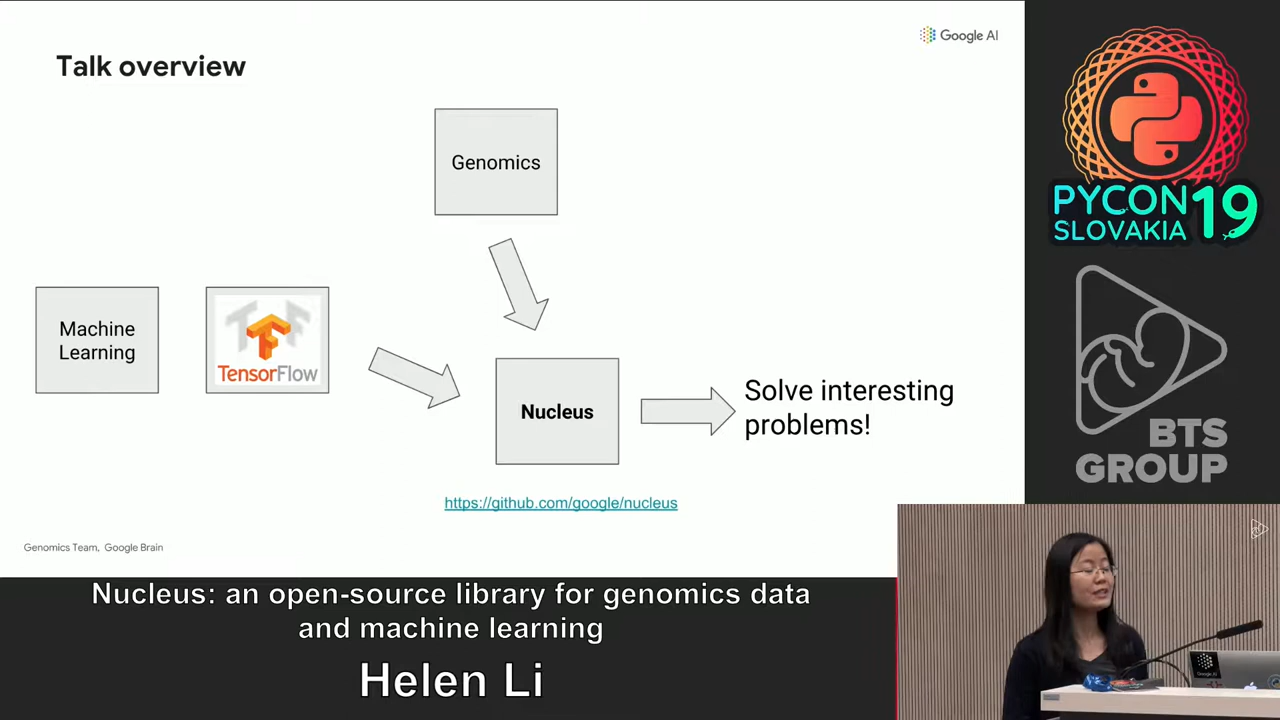 Google AI
Talk overview
Genomics
Machine
Learning
TensorFlow
Nucleus
Solve interesting
problems!
https://github.com/google/nucleus
Genomics Team, Google Brain
PYCON 19
SLOVAKIA
BTS
GROUP
Nucleus: an open-source library for genomics data
and machine learning
Helen Li
Google AI